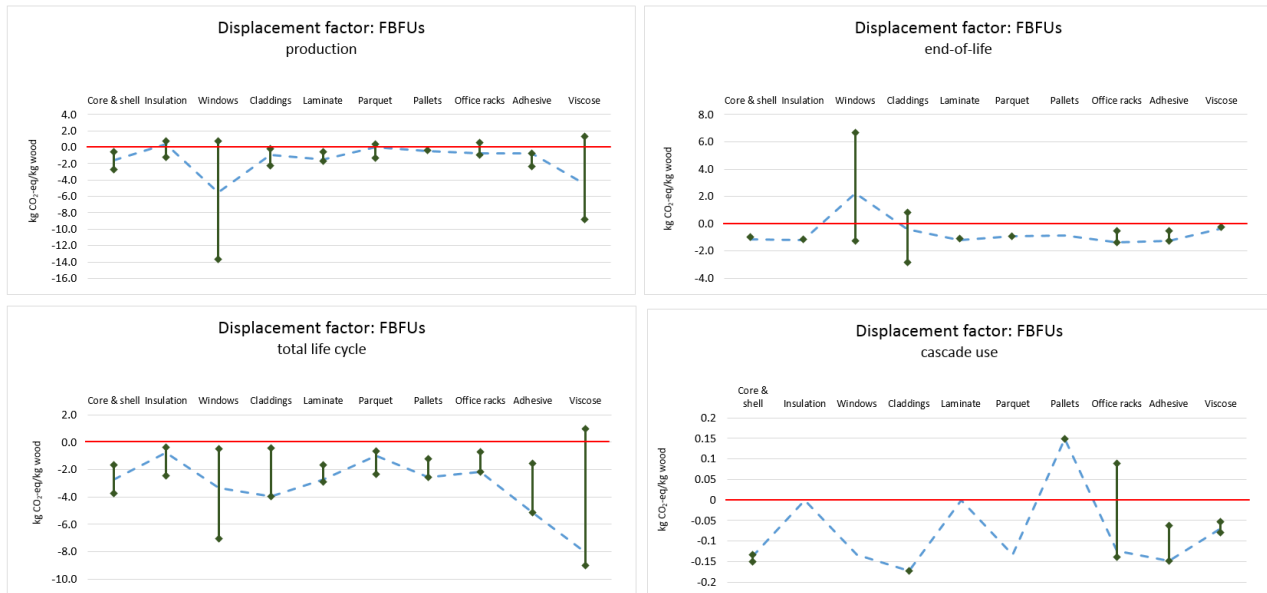 Displacement factor: FBFUs
production
Core & shell Insulation Windows Claddings Laminate Parquet Pallets Office racks Adhesive Viscose
4.0
2.0
0.0
-2.0
-4.0
-6.0
-8.0
-10.0
-12.0
-14.0
-16.0
kg CO₂-eq/kg wood
Displacement factor: FBFUs
end-of-life
Core & shell Insulation Windows Claddings Laminate Parquet Pallets Office racks Adhesive Viscose
8.0
6.0
4.0
2.0
0.0
-2.0
-4.0
kg CO₂-eq/kg wood
Displacement factor: FBFUs
total life cycle
Core & shell Insulation Windows Claddings Laminate Parquet Pallets Office racks Adhesive Viscose
2.0
0.0
-2.0
-4.0
-6.0
-8.0
-10.0
kg CO₂-eq/kg wood
Displacement factor: FBFUs
cascade use
Core &
shell Insulation Windows Claddings Laminate Parquet Pallets Office racks Adhesive Viscose
0.2
0.15
0.1
0.05
0
-0.05
-0.1
-0.15
-0.2
kg CO₂-eq/kg wood